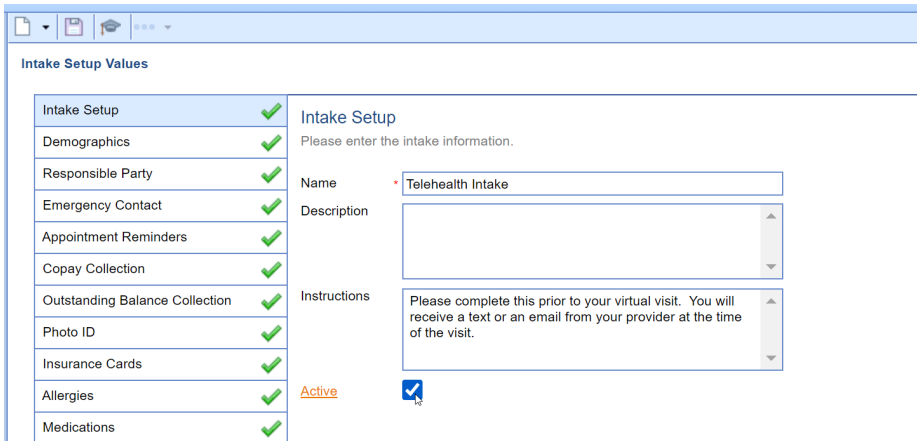 Intake Setup Values
Intake Setup
Demographics
Responsible Party
Emergency Contact
Appointment Reminders
Copay Collection
Outstanding Balance Collection
Photo ID
Insurance Cards
Allergies
Medications
Intake Setup
Please enter the intake information.
Name * Telehealth Intake
Description
Instructions
Please complete this prior to your virtual visit.  You will
receive a text or an email from your provider at the time
of the visit.
Active